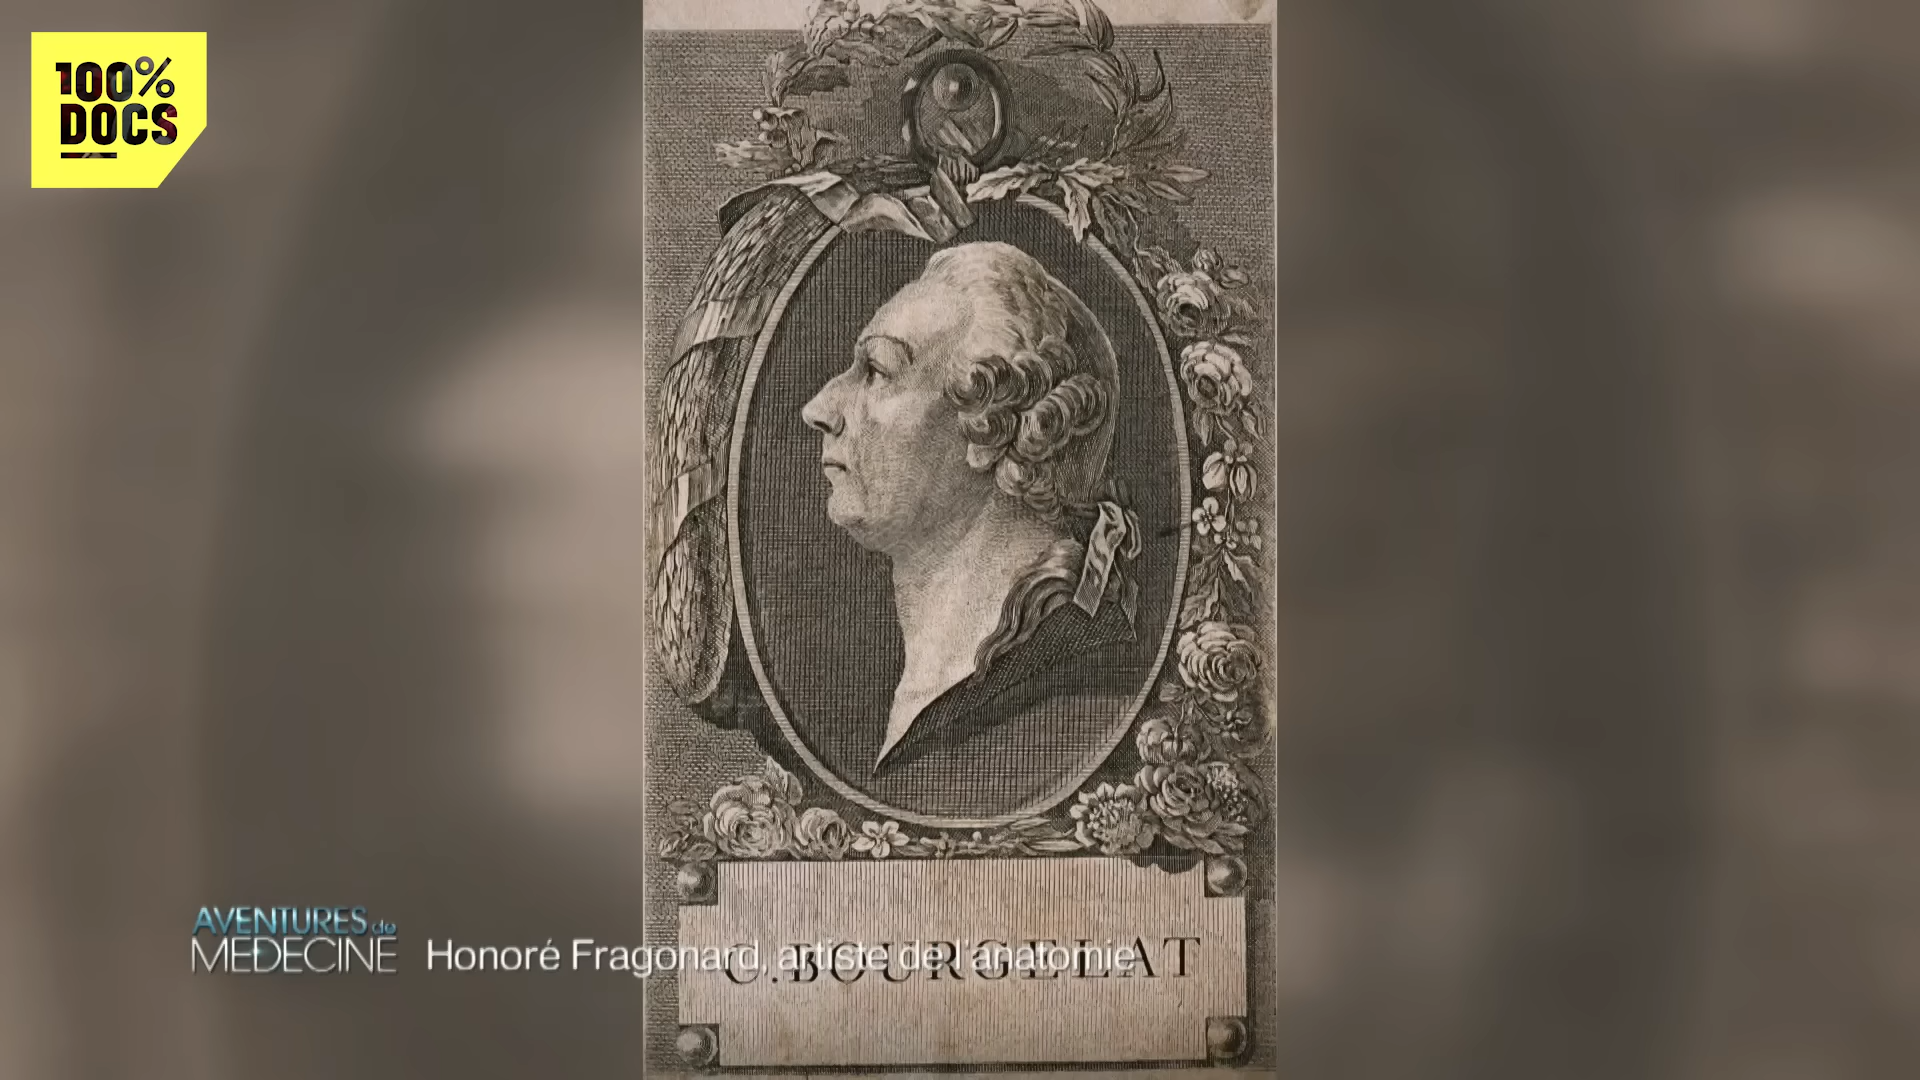 100%
DOCS
AVENTURES de
MEDECINE
Honoré Fragonard, artiste de l'anatomie
C. BOURGELAT